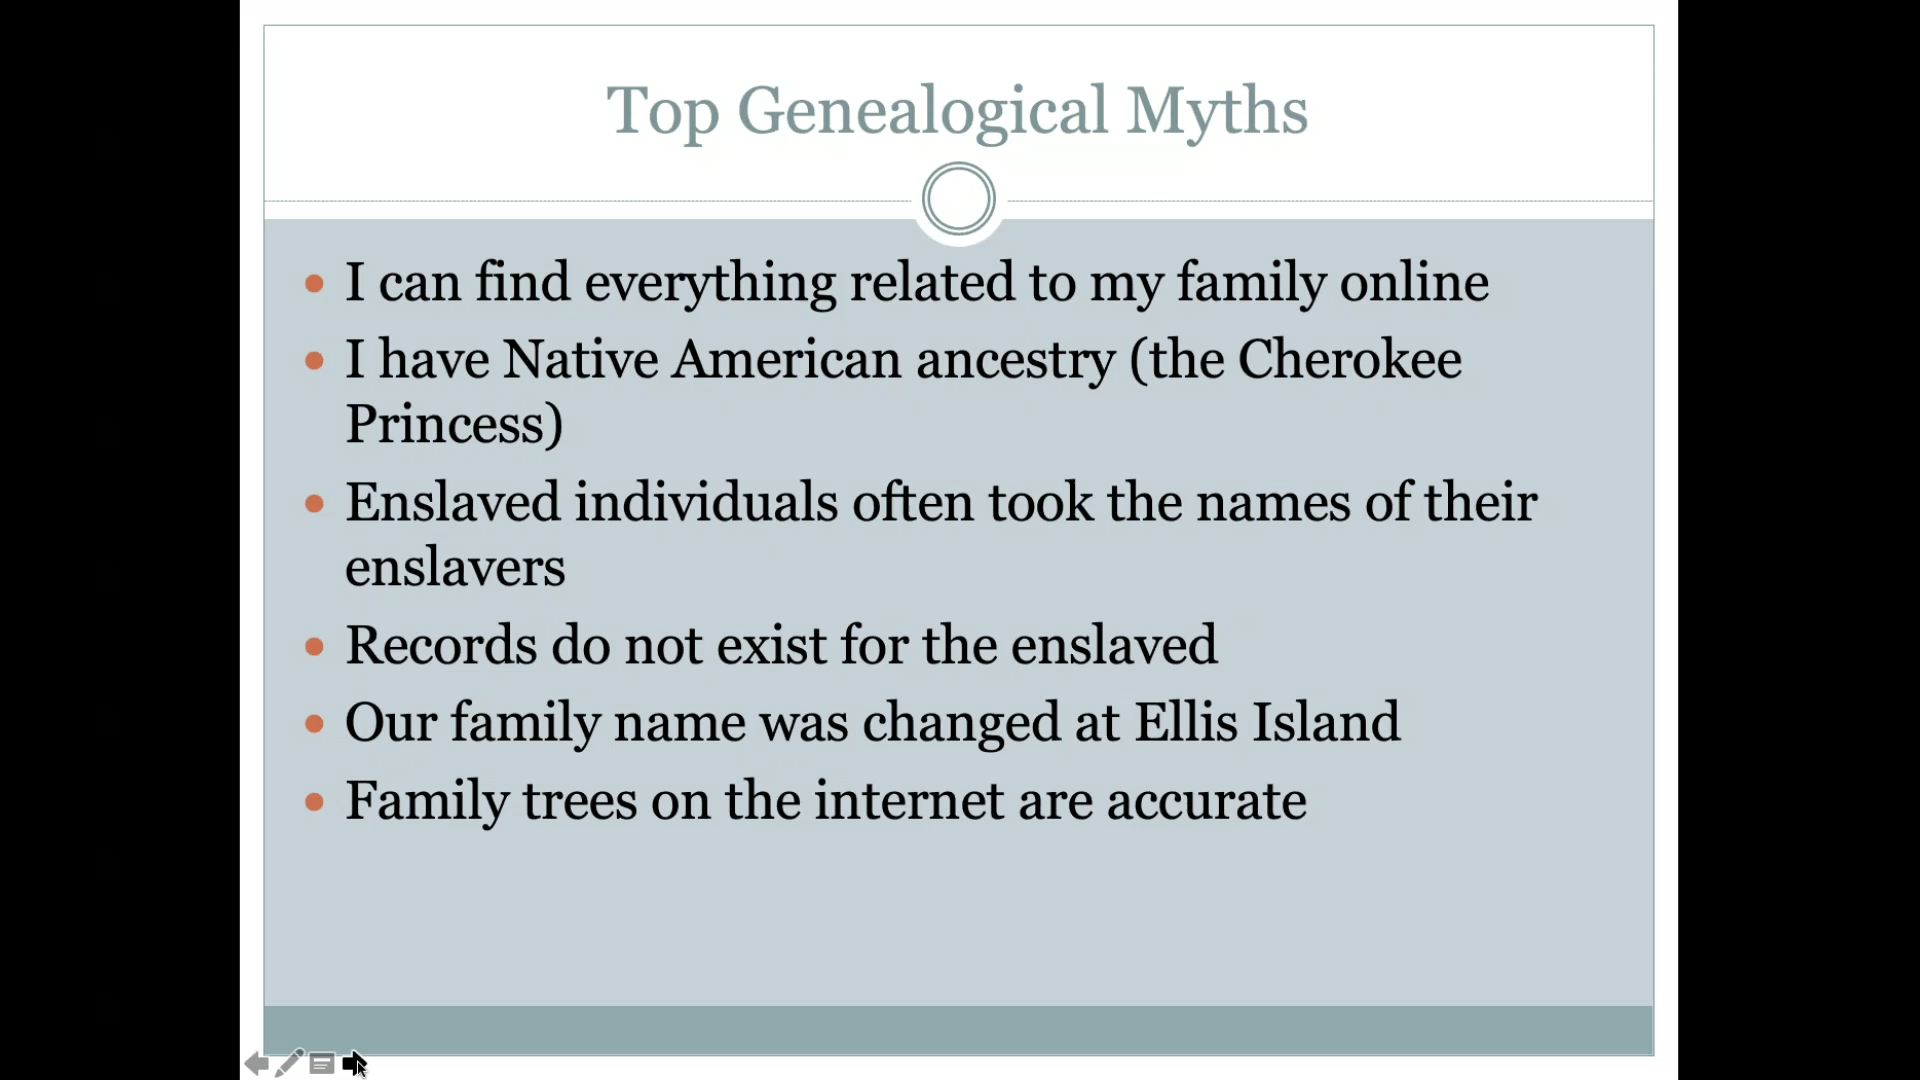 Top Genealogical Myths
• I can find everything related to my family online
• I have Native American ancestry (the Cherokee
Princess)
• Enslaved individuals often took the names of their
enslavers
• Records do not exist for the enslaved
• Our family name was changed at Ellis Island
• Family trees on the internet are accurate